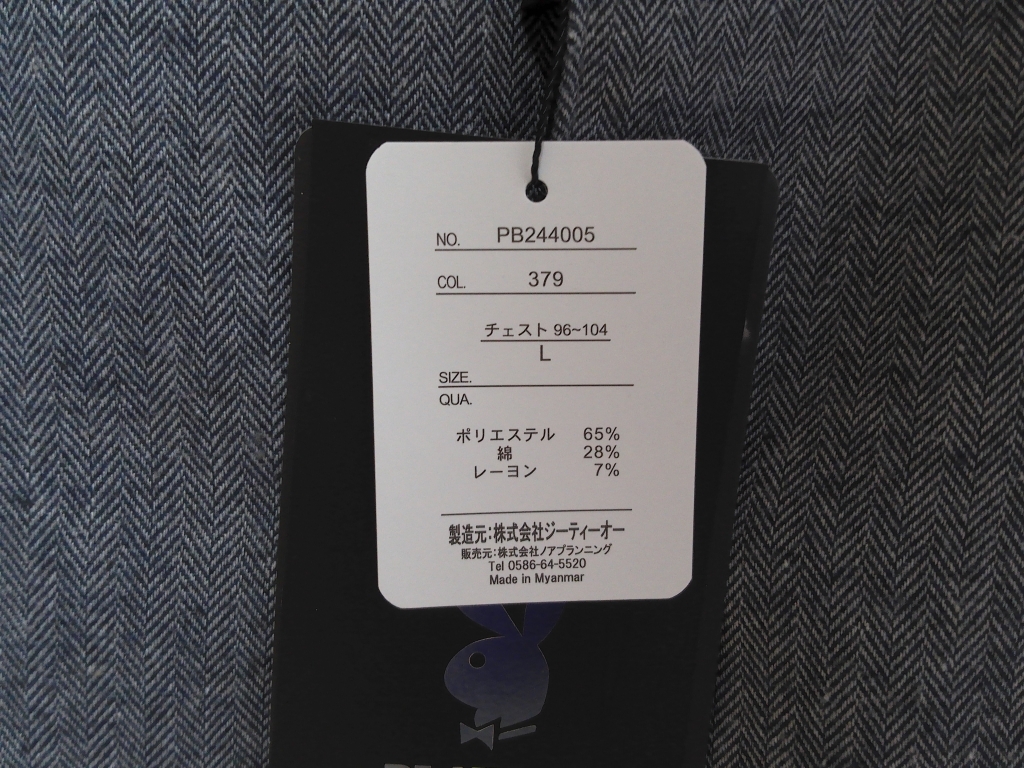 NO. PB244005
COL. 379
チェスト 96~104
L
SIZE.
QUA.
ポリエステル 65%
綿 28%
レーヨン 7%
製造元:株式会社ジーティーオー
販売元:株式会社ノアプランニング
Tel 0586-64-5520
Made in Myanmar